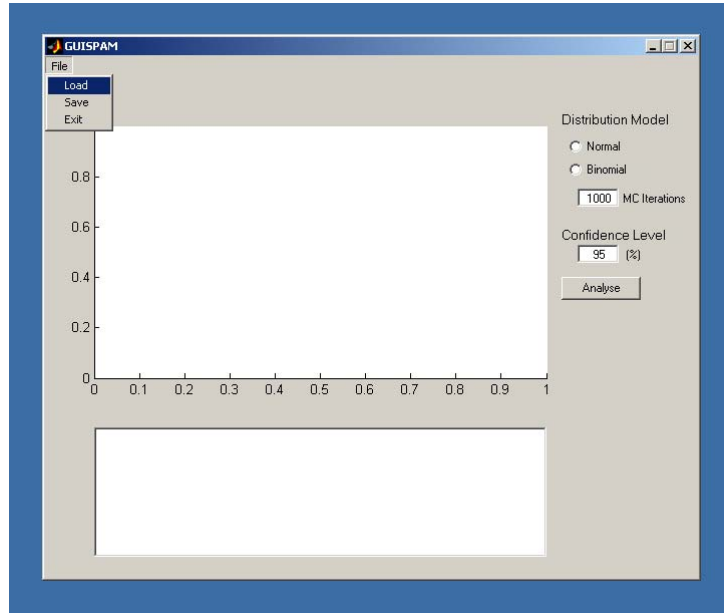 GUISPAM
File
Load
Save
Exit
Distribution Model
Normal
Binomial
1000 MC Iterations
Confidence Level
95 (%)
Analyse
0.8
0.6
0.4
0.2
0
0 0.1 0.2 0.3 0.4 0.5 0.6 0.7 0.8 0.9 1